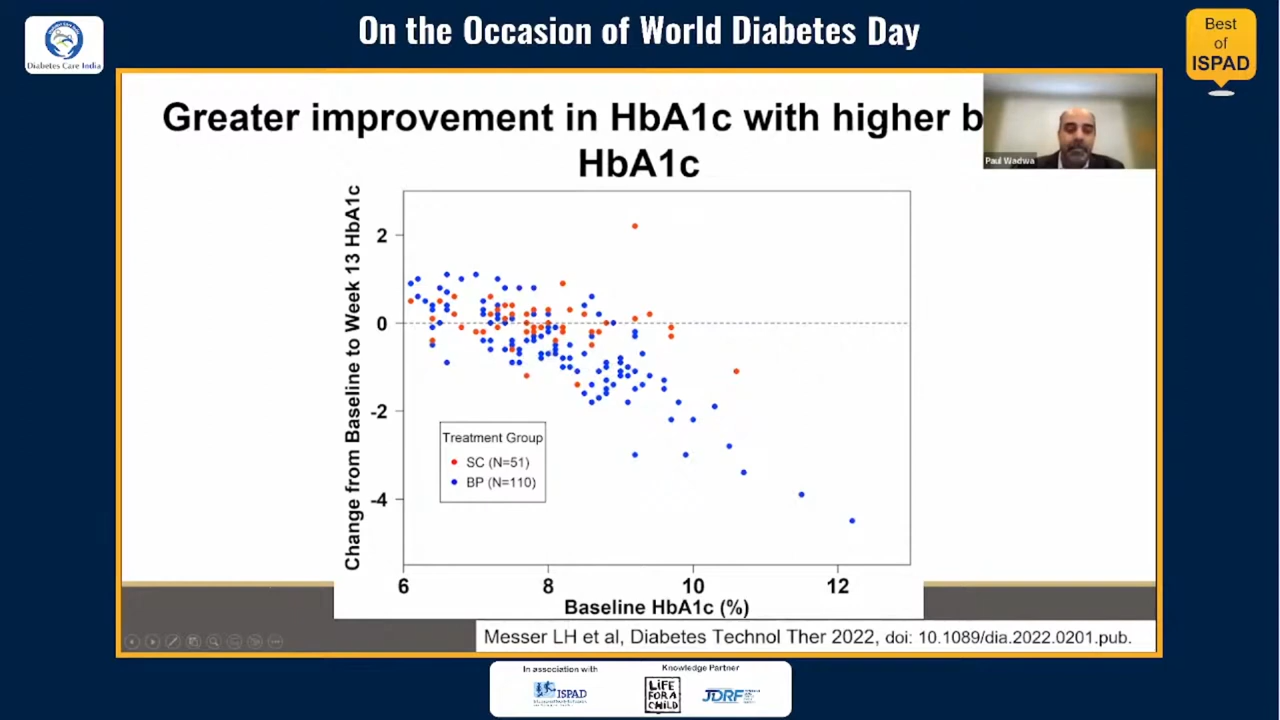 On the Occasion of World Diabetes Day
Diabetes Care India
Best
of
ISPAD
Greater improvement in HbA1c with higher b
HbA1c
Paul Wadwa
Change from Baseline to Week 13 HbA1c
2
0
-2
-4
Treatment Group
SC (N=51)
BP (N=110)
6
8
10
12
Baseline HbA1c (%)
Messer LH et al, Diabetes Technol Ther 2022, doi: 10.1089/dia.2022.0201.pub.
In association with
Knowledge Partner
ISPAD
LiFE
FOR A
CHiLD
JDRF